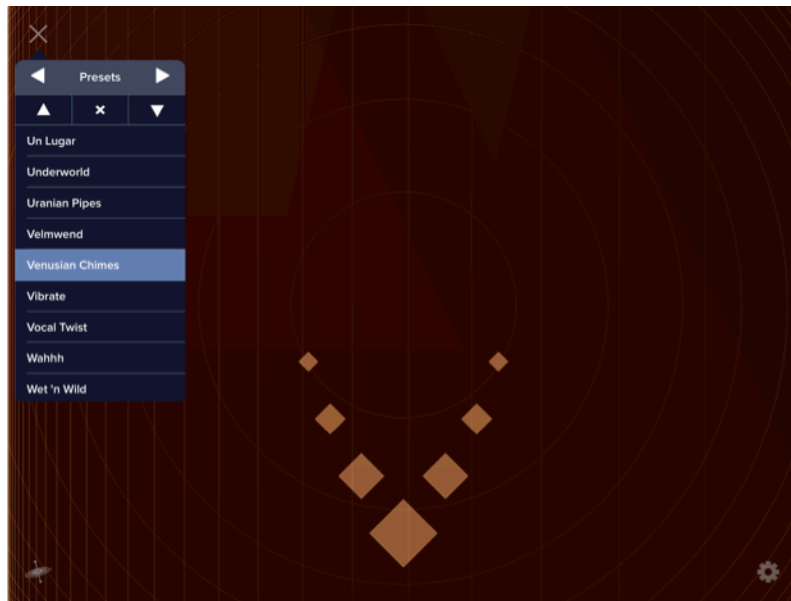 Presets
Un Lugar
Underworld
Uranian Pipes
Velmwend
Venusian Chimes
Vibrate
Vocal Twist
Wahhh
Wet 'n Wild